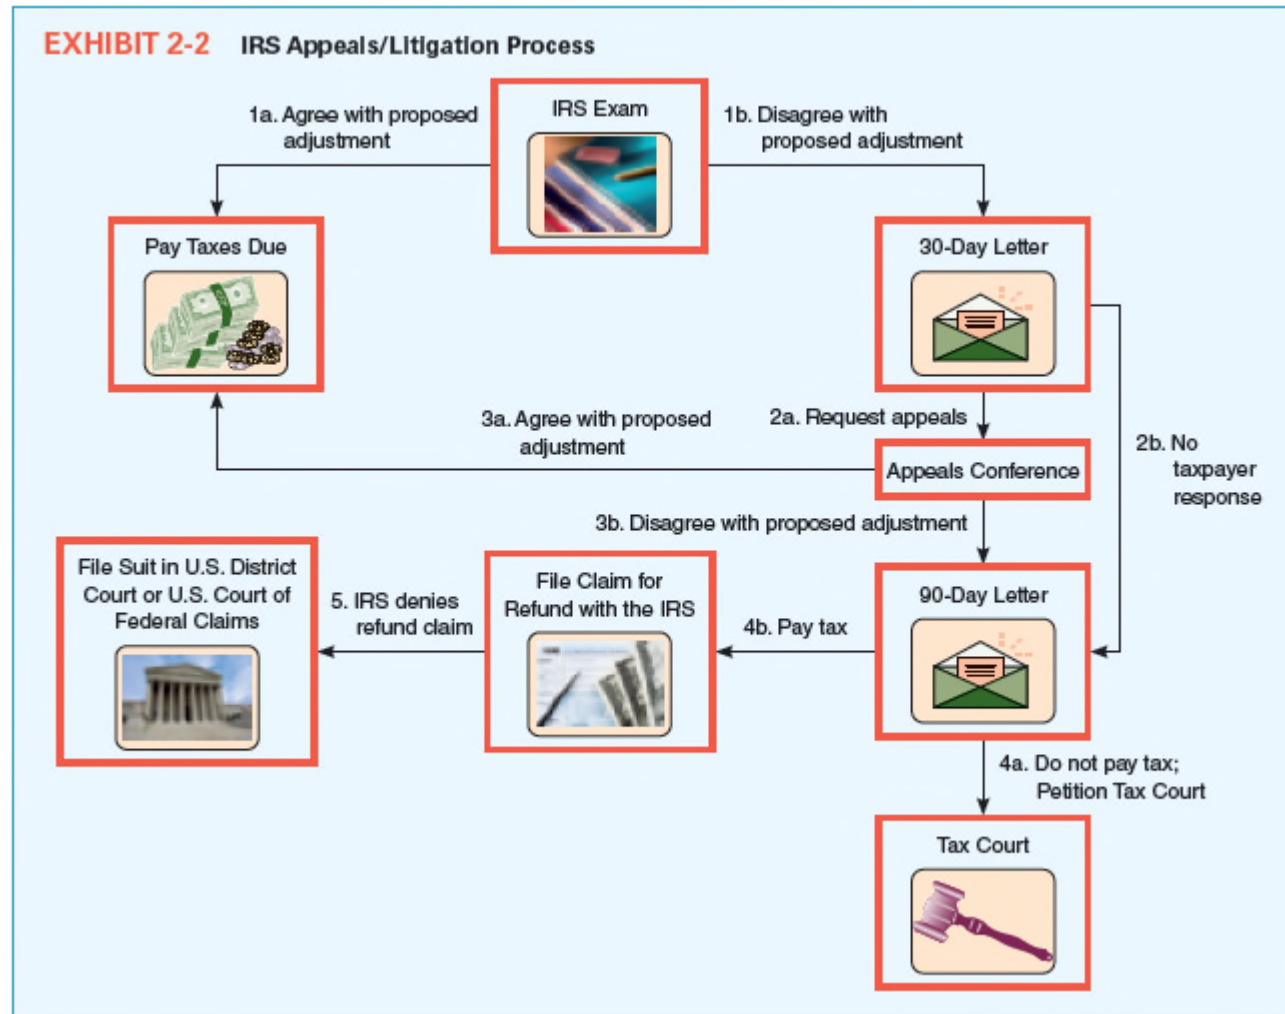 EXHIBIT 2-2 IRS Appeals/Litigation Process
IRS Exam
1a. Agree with proposed
adjustment
1b. Disagree with
proposed adjustment
Pay Taxes Due
30-Day Letter
3a. Agree with proposed
adjustment
2a. Request appeals
2b. No
taxpayer
response
Appeals Conference
3b. Disagree with proposed adjustment
File Suit in U.S. District
Court or U.S. Court of
Federal Claims
5. IRS denies
refund claim
File Claim for
Refund with the IRS
4b. Pay tax
90-Day Letter
4a. Do not pay tax;
Petition Tax Court
Tax Court